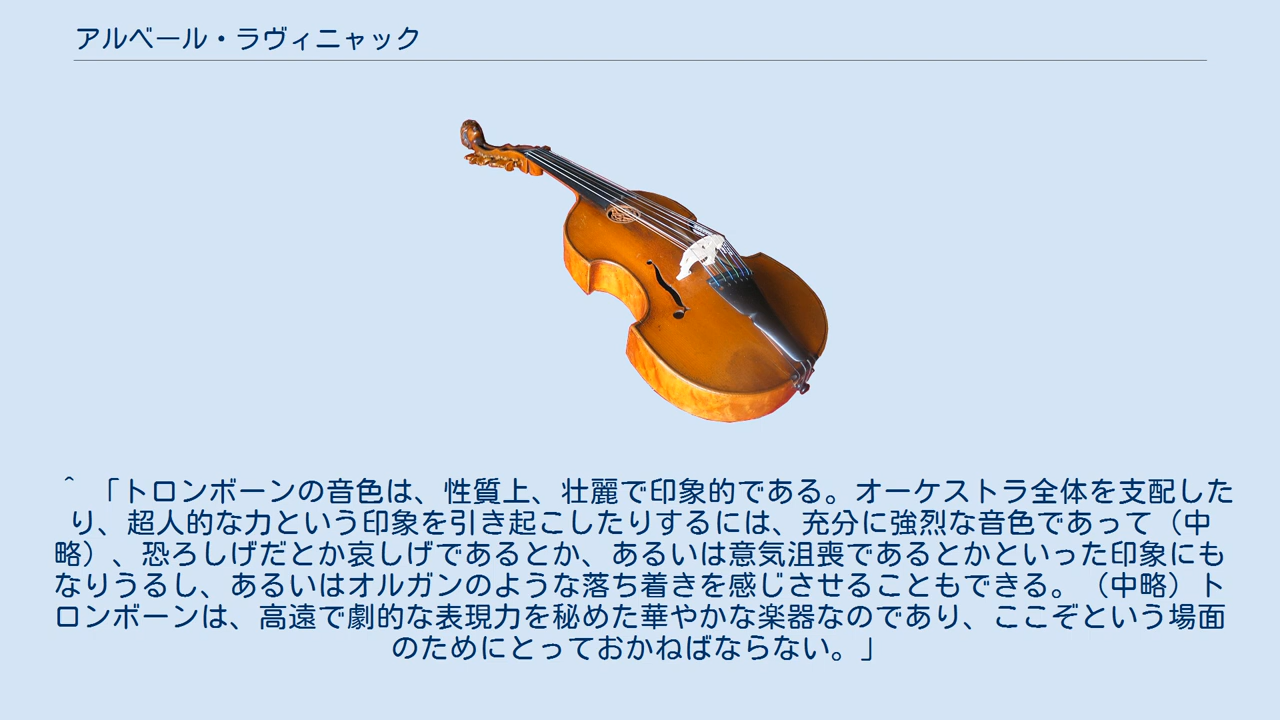 アルベール・ラヴィニャック
^ 「トロンボーンの音色は、性質上、壮麗で印象的である。オーケストラ全体を支配した
り、超人的な力という印象を引き起こしたりするには、充分に強烈な音色であって（中
略）、恐ろしげだとか哀しげであるとか、あるいは意気沮喪であるとかといった印象にも
なりうるし、あるいはオルガンのような落ち着きを感じさせることもできる。（中略）ト
ロンボーンは、高遠で劇的な表現力を秘めた華やかな楽器なのであり、ここぞという場面
のためにとっておかねばならない。」